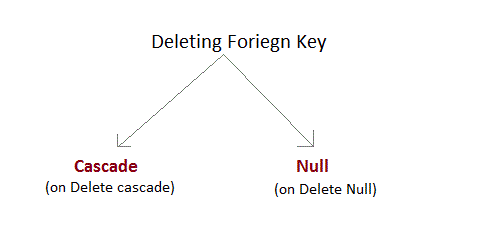 Deleting Foriegn Key
Cascade
(on Delete cascade)
Null
(on Delete Null)